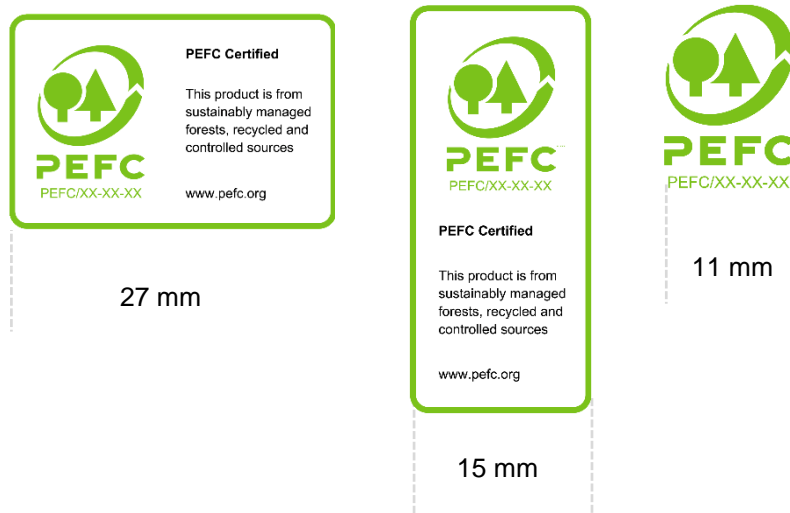 PEFC Certified
This product is from
sustainably managed
forests, recycled and
controlled sources
www.pefc.org
PEFC
PEFC/XX-XX-XX
27 mm
PEFC
PEFC/XX-XX-XX
PEFC Certified
This product is from
sustainably managed
forests, recycled and
controlled sources
www.pefc.org
15 mm
PEFC
PEFC/XX-XX-XX
11 mm